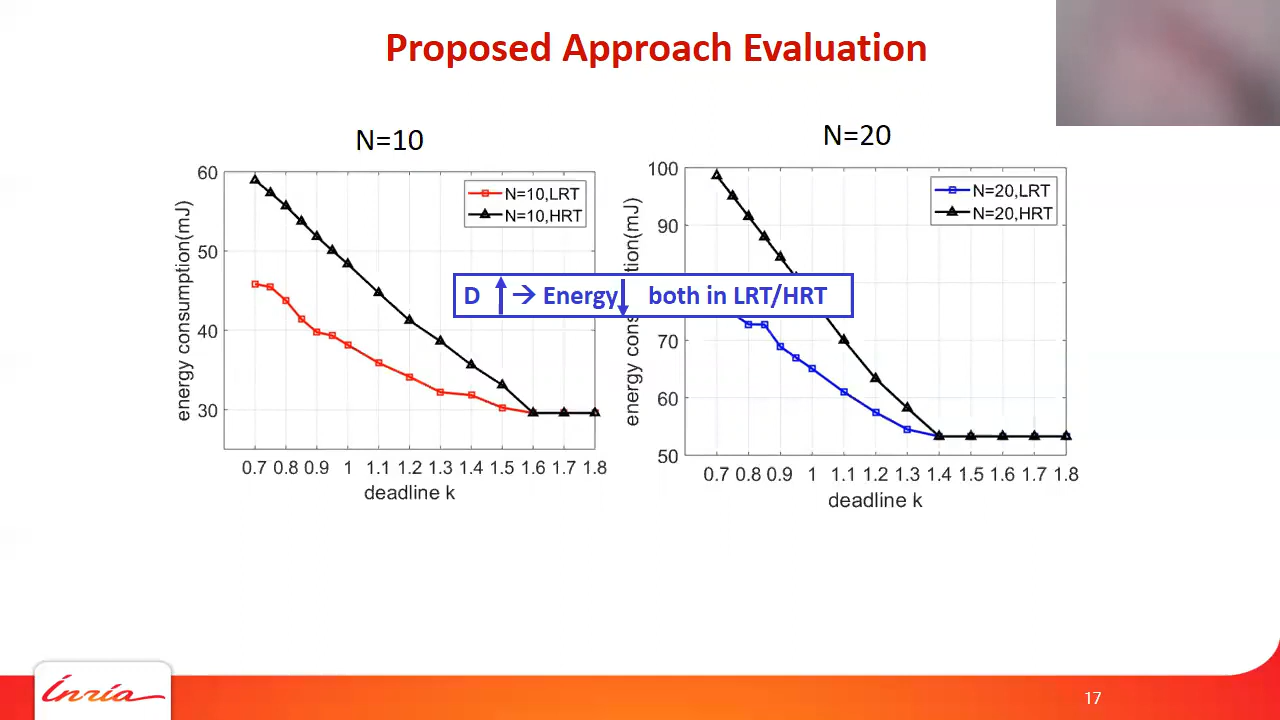 Proposed Approach Evaluation
N=10
60
50
40
30
energy consumption(mJ)
N=10,LRT
N=10,HRT
0.7 0.8 0.9 1 1.1 1.2 1.3 1.4 1.5 1.6 1.7 1.8
deadline k
N=20
100
90
70
60
50
N=20,LRT
N=20,HRT
0.7 0.8 0.9 1 1.1 1.2 1.3 1.4 1.5 1.6 1.7 1.8
deadline k
D ↑ → Energy ↓ both in LRT/HRT
Inria
17